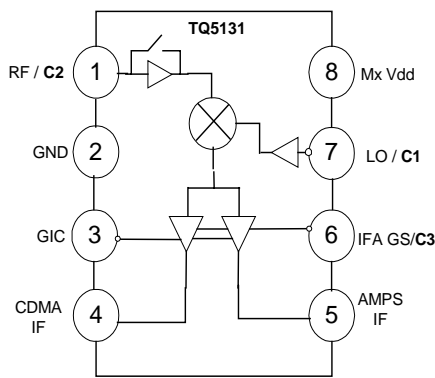 TQ5131
RF / C2
1
8
Mx Vdd
GND
2
7
LO / C1
GIC
3
6
IFA GS/C3
CDMA
IF
4
5
AMPS
IF